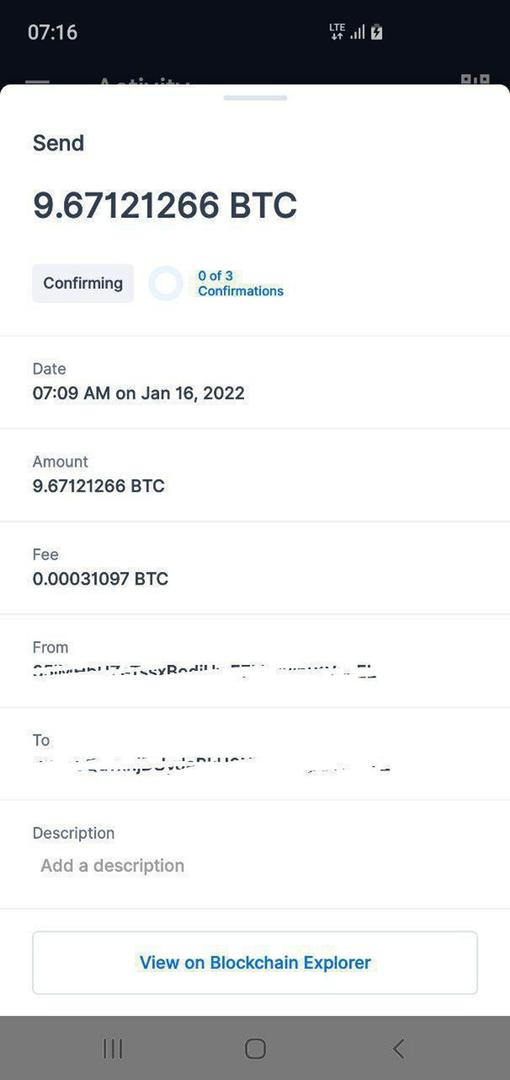 07:16
LTE
Activity
Send
9.67121266 BTC
Confirming
0 of 3
Confirmations
Date
07:09 AM on Jan 16, 2022
Amount
9.67121266 BTC
Fee
0.00031097 BTC
From
To
Description
Add a description
View on Blockchain Explorer